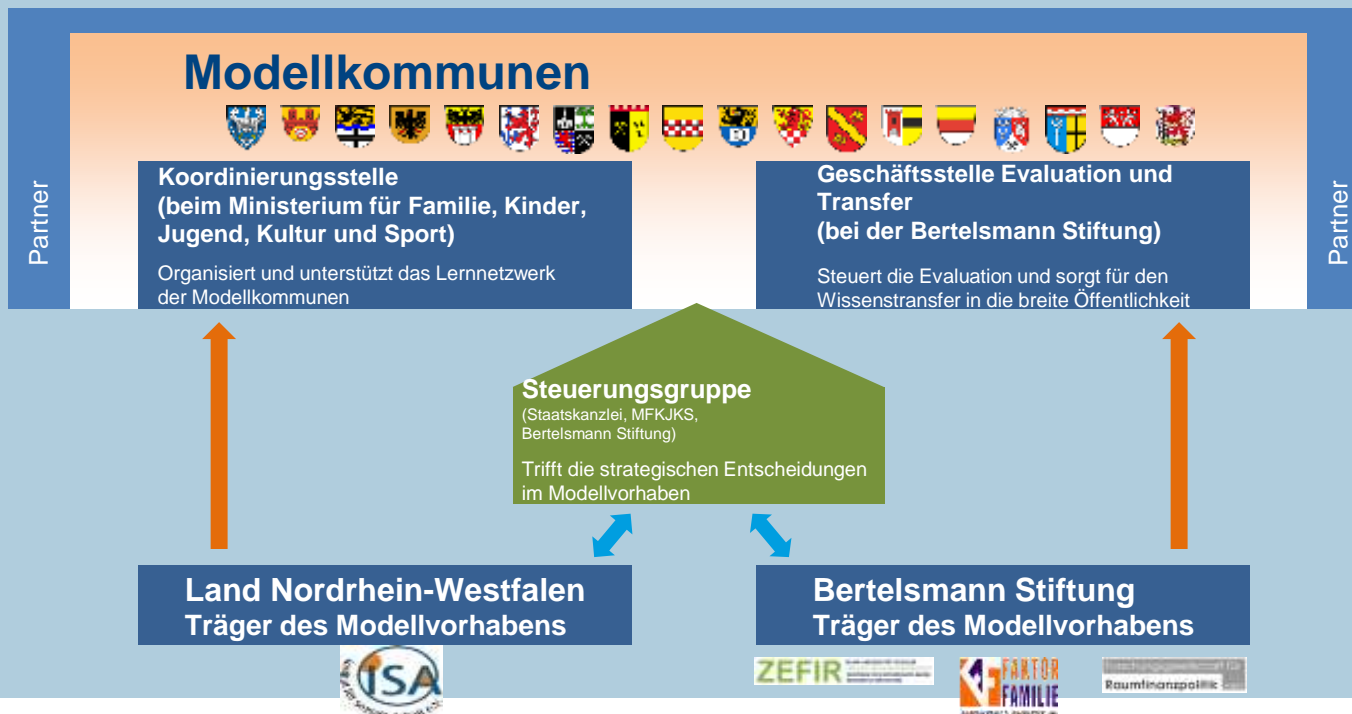 Modellkommunen
Partner
Koordinierungsstelle
(beim Ministerium für Familie, Kinder,
Jugend, Kultur und Sport)
Organisiert und unterstützt das Lernnetzwerk
der Modellkommunen
Geschäftsstelle Evaluation und
Transfer
(bei der Bertelsmann Stiftung)
Steuert die Evaluation und sorgt für den
Wissenstransfer in die breite Öffentlichkeit
Partner
Steuerungsgruppe
(Staatskanzlei, MFKJKS,
Bertelsmann Stiftung)
Trifft die strategischen Entscheidungen
im Modellvorhaben
Land Nordrhein-Westfalen
Träger des Modellvorhabens
Bertelsmann Stiftung
Träger des Modellvorhabens
ISA
ZEFIR
FAKTOR
FAMILIE
Forschungsgesellschaft für
Raumfinanzpolitik